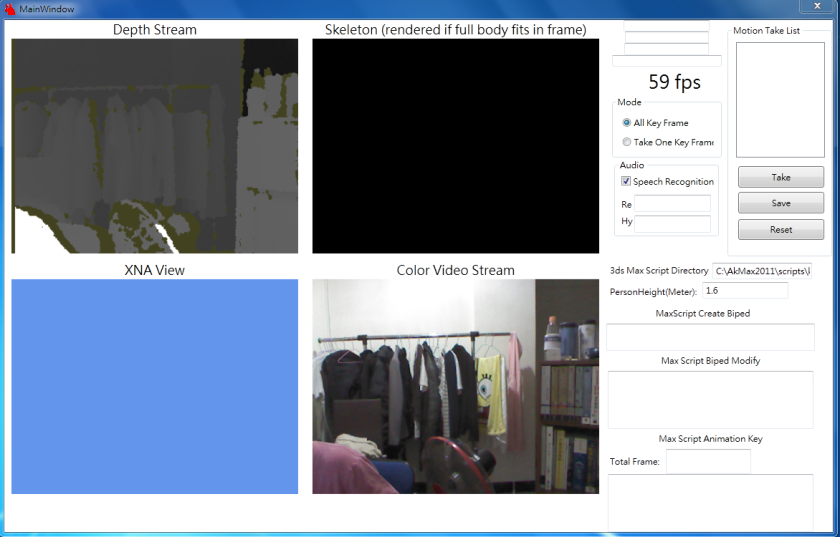 MainWindow
Depth Stream
Skeleton (rendered if full body fits in frame)
XNA View
Color Video Stream
59 fps
Mode
All Key Frame
Take One Key Frame
Audio
Speech Recognition
Re
Hy
Motion Take List
Take
Save
Reset
3ds Max Script Directory C:\AkMax2011\scripts\
PersonHeight(Meter): 1.6
MaxScript Create Biped
Max Script Biped Modify
Max Script Animation Key
Total Frame: